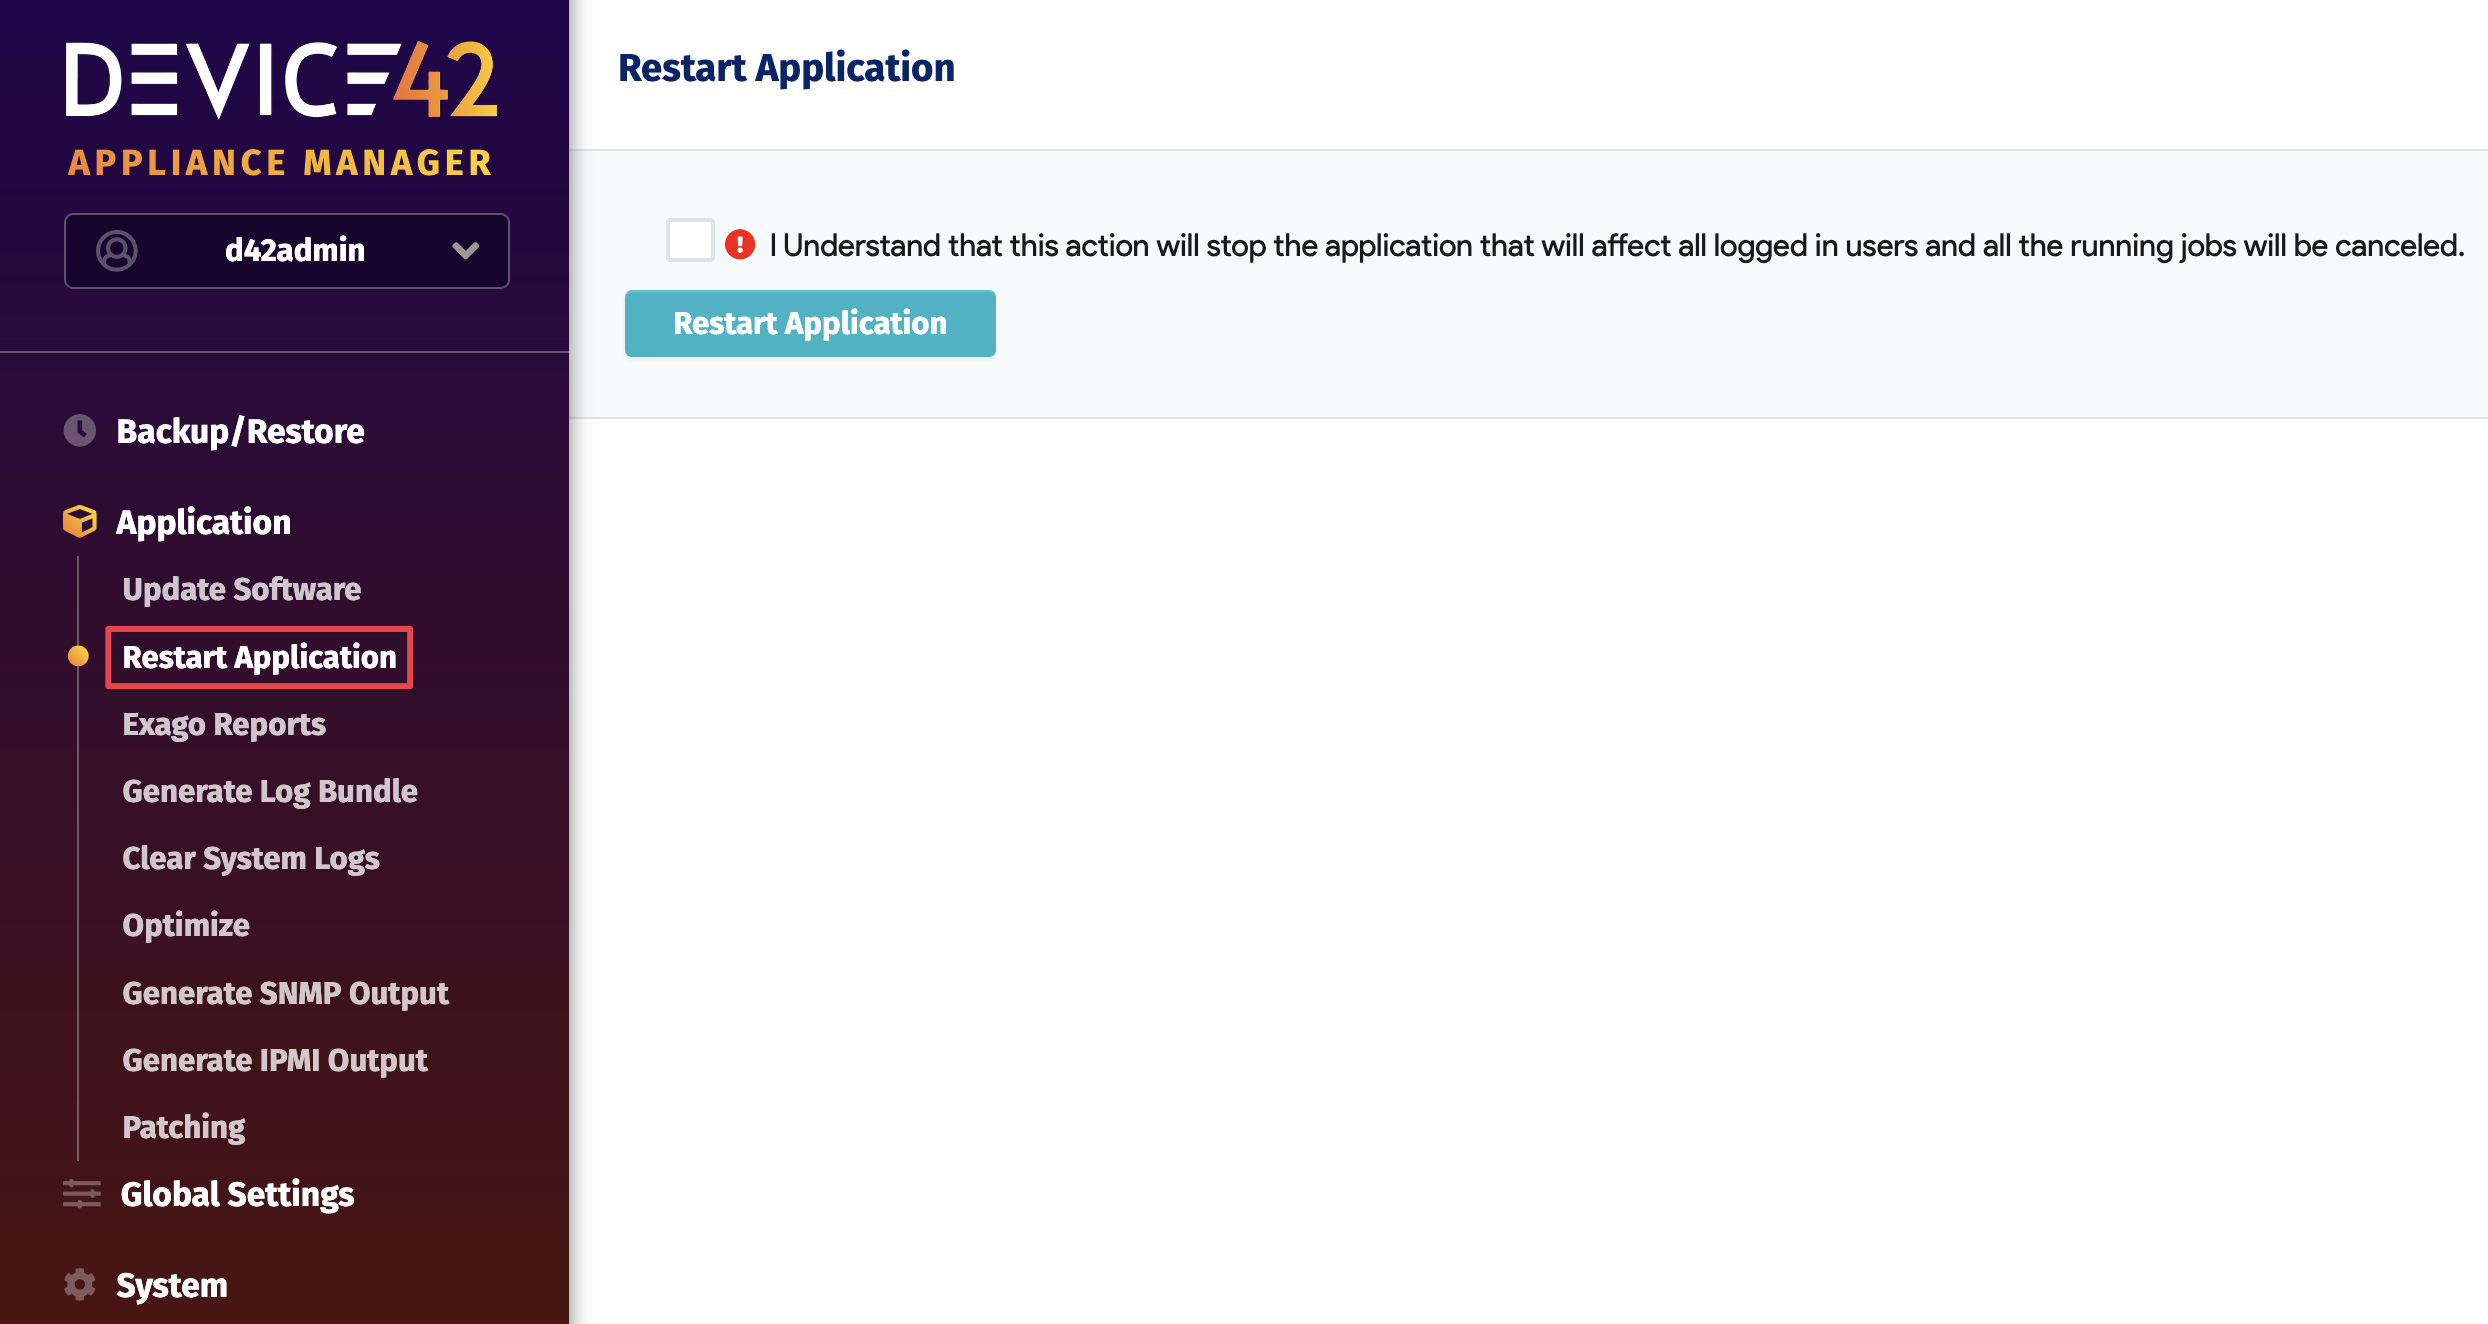 DEVICE42
APPLIANCE MANAGER
d42admin
Backup/Restore
Application
Update Software
Restart Application
Exago Reports
Generate Log Bundle
Clear System Logs
Optimize
Generate SNMP Output
Generate IPMI Output
Patching
Global Settings
System
Restart Application
I Understand that this action will stop the application that will affect all logged in users and all the running jobs will be canceled.
Restart Application